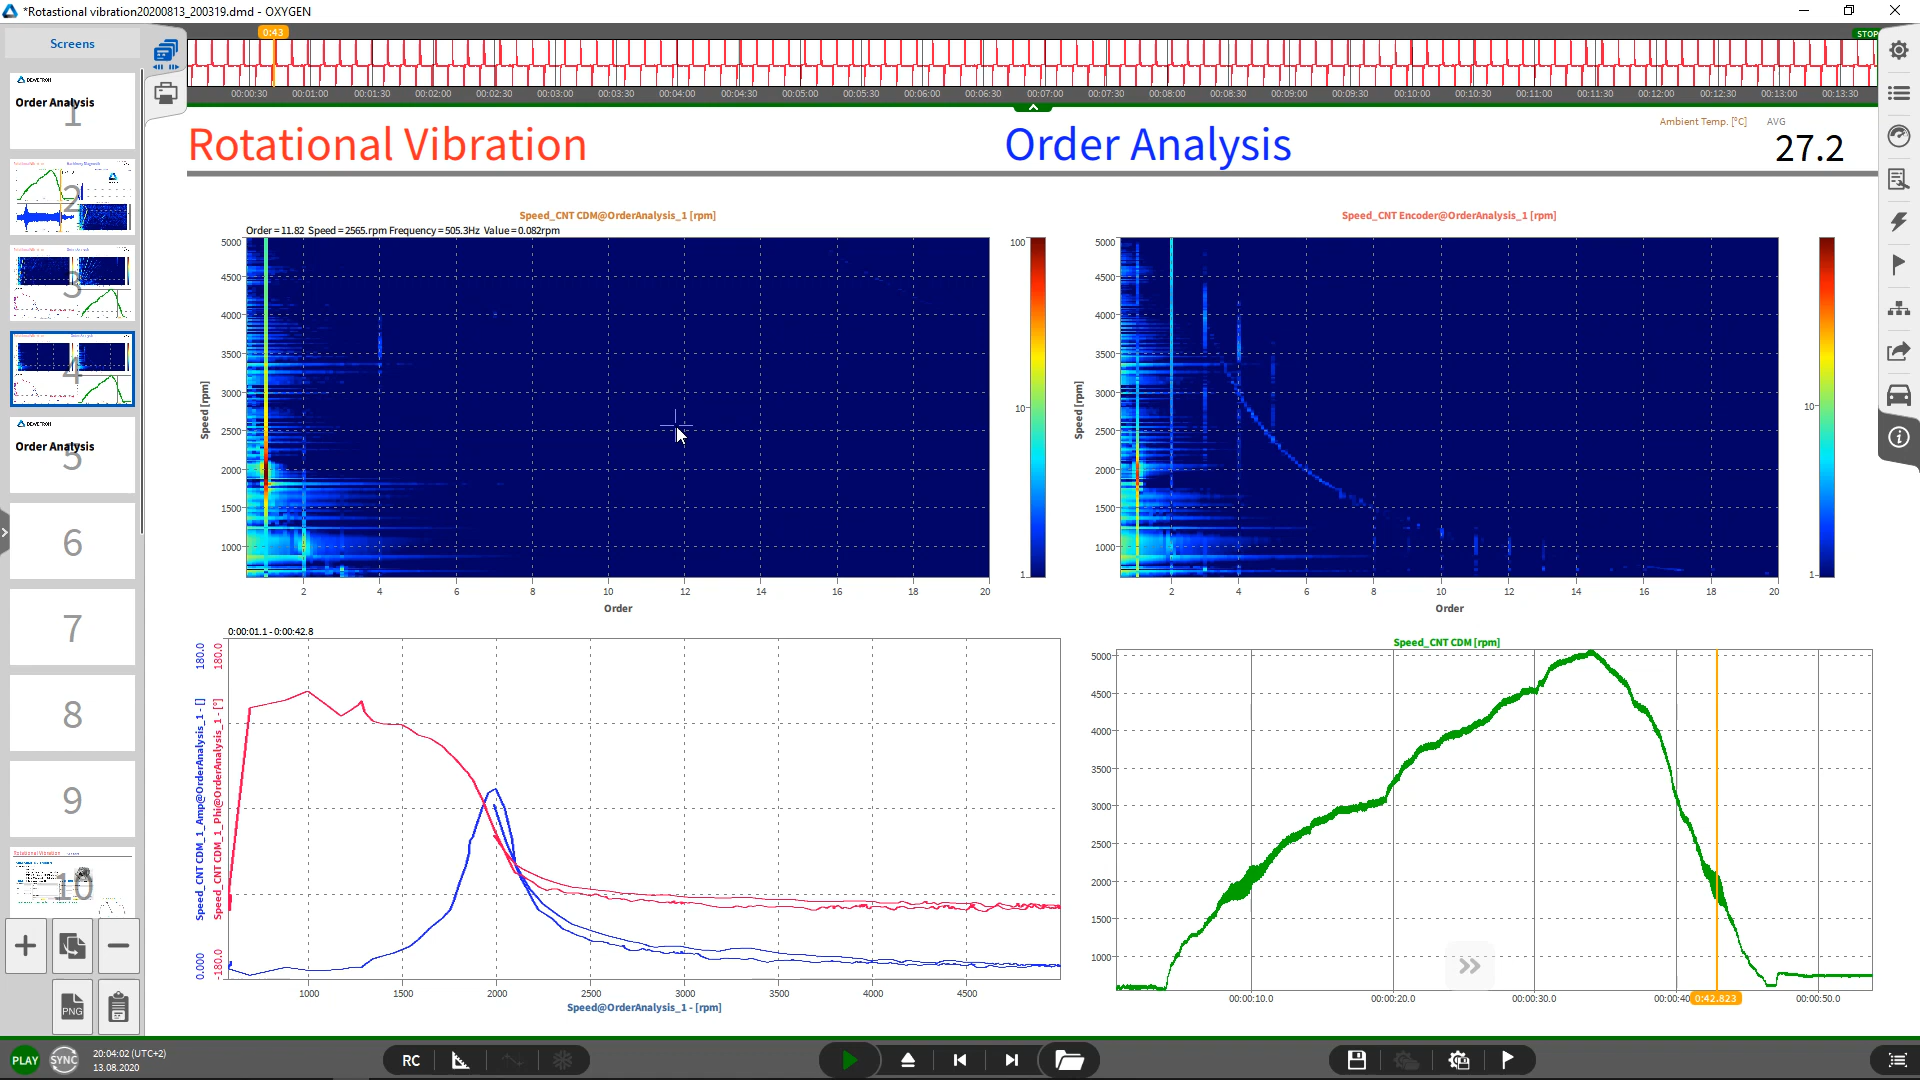 *Rotastional vibration20200813_200319.dmd - OXYGEN
Screens
0:43
STOP
00:00:30 00:01:00 00:01:30 00:02:00 00:02:30 00:03:00 00:03:30 00:04:00 00:04:30 00:05:00 00:05:30 00:06:00 00:06:30 00:07:00 00:07:30 00:08:00 00:08:30 00:09:00 00:09:30 00:10:00 00:10:30 00:11:00 00:11:30 00:12:00 00:12:30 00:13:00 00:13:30
Order Analysis
1
2
3
4
Order Analysis
5
6
7
8
9
Rotational Vibration
10
PNG
Rotational Vibration
Order Analysis
Ambient Temp. [°C] AVG
27.2
Speed_CNT CDM@OrderAnalysis_1 [rpm]
Order=11.82 Speed=2565.rpm Frequency=505.3Hz Value=0.082rpm
5000
4500
4000
3500
3000
2500
2000
1500
1000
Speed [rpm]
2 4 6 8 10 12 14 16 18 20
Order
100
10
1
Speed_CNT Encoder@OrderAnalysis_1 [rpm]
5000
4500
4000
3500
3000
2500
2000
1500
1000
Speed [rpm]
2 4 6 8 10 12 14 16 18 20
Order
10
1
0:00:01.1 - 0:00:42.8
180.0
180.0
Speed_CNT CDM_1_Amp@OrderAnalysis_1 - []
Speed_CNT CDM_1_Phi@OrderAnalysis_1 - [°]
0.000
-180.0
1000 1500 2000 2500 3000 3500 4000 4500
Speed@OrderAnalysis_1 - [rpm]
Speed_CNT CDM [rpm]
5000
4500
4000
3500
3000
2500
2000
1500
1000
00:00:10.0 00:00:20.0 00:00:30.0 00:00:40 0:42.823 00:00:50.0
PLAY SYNC
20:04:02 (UTC+2)
13.08.2020
RC